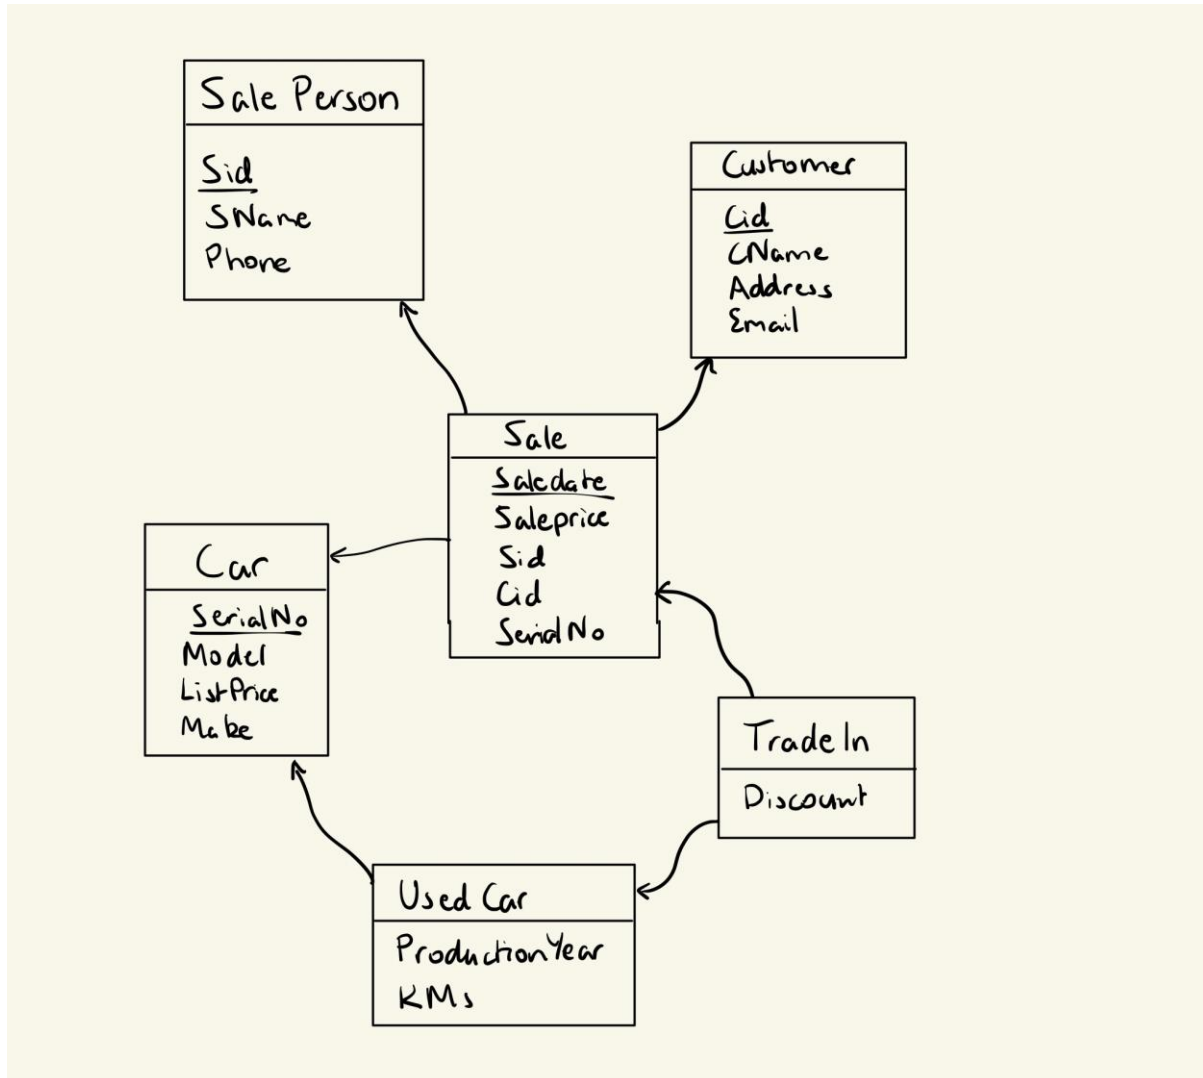 Sale Person
Sid
SName
Phone
Customer
Cid
CName
Address
Email
Sale
Saledate
Saleprice
Sid
Cid
SerialNo
Car
SerialNo
Model
ListPrice
Make
TradeIn
Discount
Used Car
ProductionYear
KMs